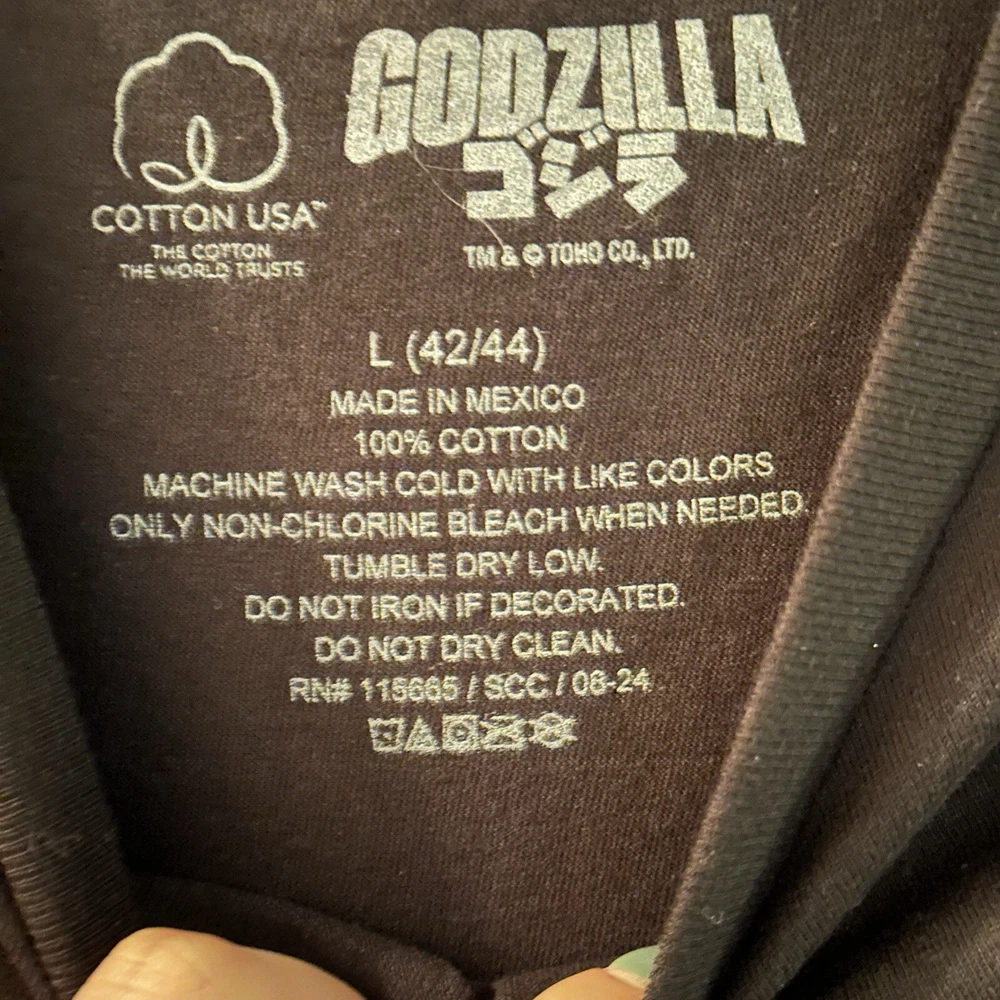 GODZILLA
ゴジラ
TM & © TOHO CO., LTD.
COTTON USA™
THE COTTON
THE WORLD TRUSTS
L (42/44)
MADE IN MEXICO
100% COTTON
MACHINE WASH COLD WITH LIKE COLORS
ONLY NON-CHLORINE BLEACH WHEN NEEDED
TUMBLE DRY LOW.
DO NOT IRON IF DECORATED.
DO NOT DRY CLEAN.
RN# 115665 / SCC / 08-24